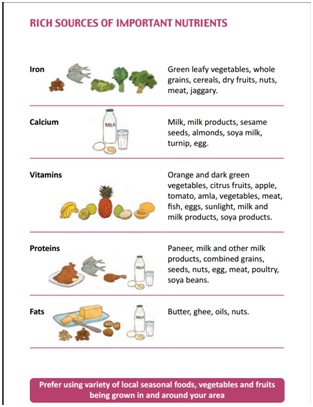 RICH SOURCES OF IMPORTANT NUTRIENTS
Iron
Green leafy vegetables, whole
grains, cereals, dry fruits, nuts,
meat, jaggary.
Calcium
MILK
Milk, milk products, sesame
seeds, almonds, soya milk,
turnip, egg.
Vitamins
Orange and dark green
vegetables, citrus fruits, apple,
tomato, amla, vegetables, meat,
fish, eggs, sunlight, milk and
milk products, soya products.
Proteins
Paneer, milk and other milk
products, combined grains,
seeds, nuts, egg, meat, poultry,
soya beans.
Fats
Butter, ghee, oils, nuts.
Prefer using variety of local seasonal foods, vegetables and fruits
being grown in and around your area